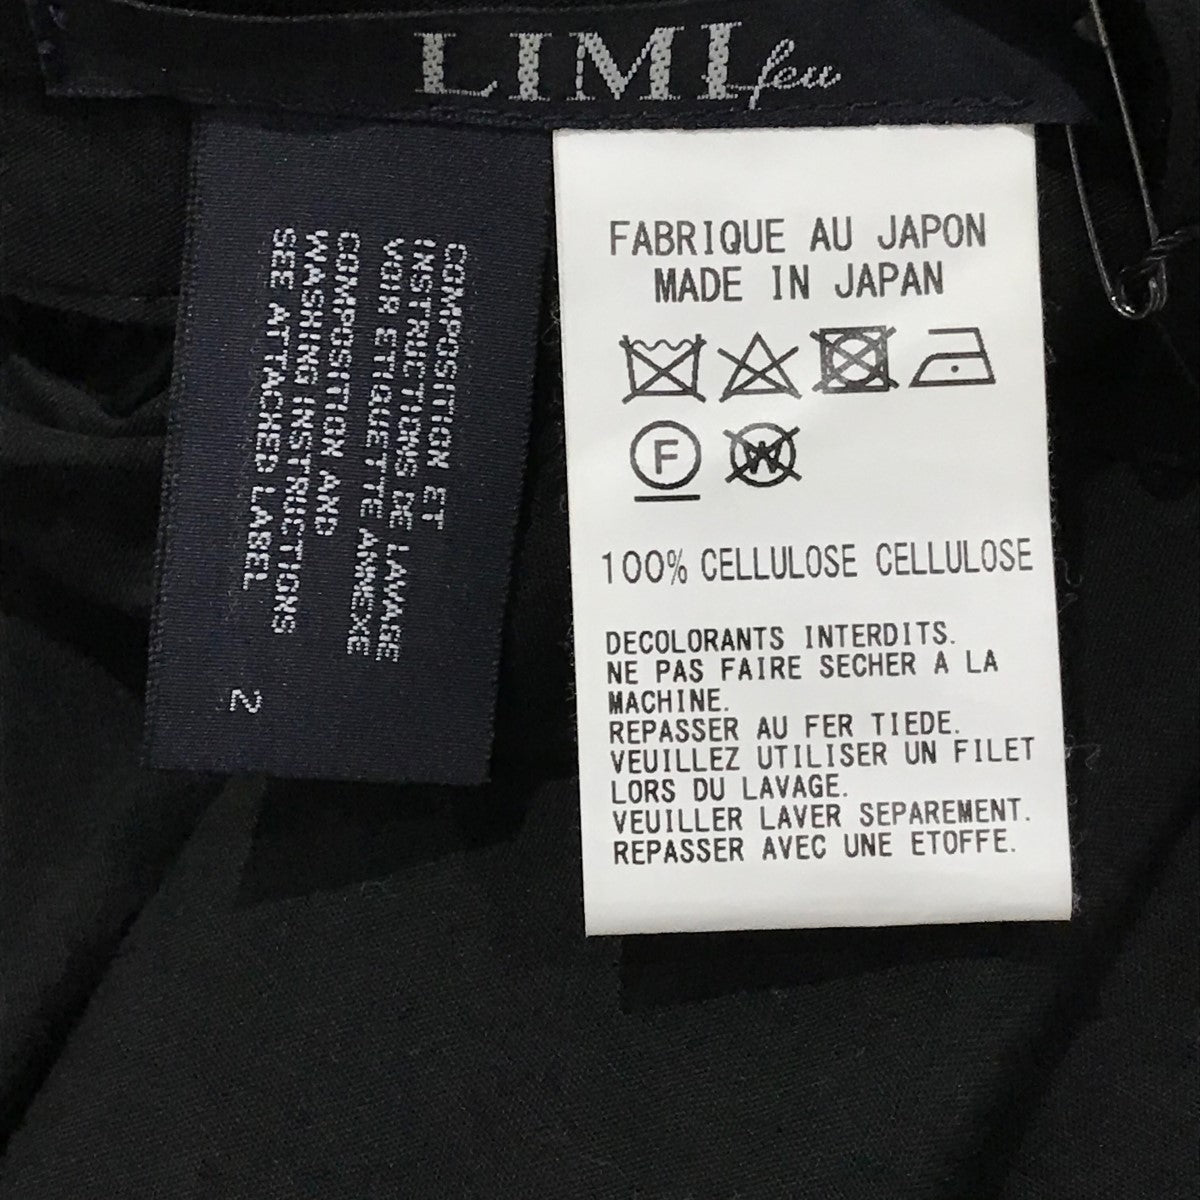 LIMI feu
COMPOSITION ET
INSTRUCTIONS DE LAVAGE
VOIR ETIQUETTE ANNEXE
COMPOSITION AND
WASHING INSTRUCTIONS
SEE ATTACHED LABEL
2
FABRIQUE AU JAPON
MADE IN JAPAN
F W
100% CELLULOSE CELLULOSE
DECOLORANTS INTERDITS.
NE PAS FAIRE SECHER A LA
MACHINE.
REPASSER AU FER TIEDE.
VEUILLEZ UTILISER UN FILET
LORS DU LAVAGE.
VEUILLER LAVER SEPAREMENT.
REPASSER AVEC UNE ETOFFE.